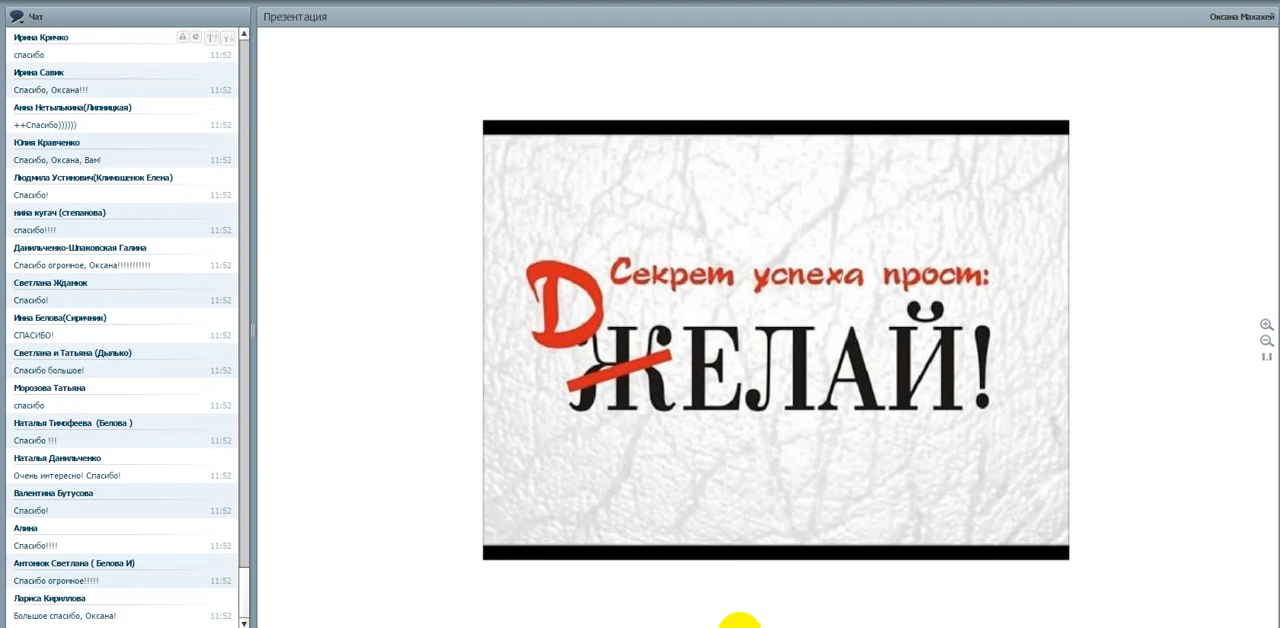 Чат
Ирина Кричко
спасибо
11:52
Ирина Савик
Спасибо, Оксана!!!
11:52
Анна Нетылькина(Липницкая)
++Спасибо))))))
11:52
Юлия Кравченко
Спасибо, Оксана, Вам!
11:52
Людмила Устинович(Климашенок Елена)
Спасибо!
11:52
нина кугач (степанова)
спасибо!!!!
11:52
Данильченко-Шпаковская Галина
Спасибо огромное, Оксана!!!!!!!!!!!
11:52
Светлана Жданюк
Спасибо!
11:52
Инна Белова(Сиричник)
СПАСИБО!
11:52
Светлана и Татьяна (Дылько)
Спасибо большое!
11:52
Морозова Татьяна
спасибо
11:52
Наталья Тимофеева (Белова )
Спасибо !!!
11:52
Наталья Данильченко
Очень интересно! Спасибо!
11:52
Валентина Бутусова
Спасибо!
11:52
Алина
Спасибо!!!!
11:52
Антонюк Светлана ( Белова И)
Спасибо огромное!!!!!
11:52
Лариса Кириллова
Большое спасибо, Оксана!
11:52
Презентация
Оксана Махахей
Секрет успеха прост:
D ЖЕЛАЙ!
1:1